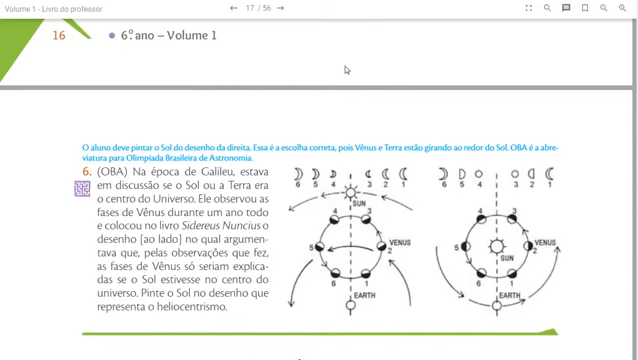 Volume 1 - Livro do professor
17 / 56
16
6º. ano – Volume 1
O aluno deve pintar o Sol do desenho da direita. Essa é a escolha correta, pois Vênus e Terra estão girando ao redor do Sol. OBA é a abre-
viatura para Olimpíada Brasileira de Astronomia.
6. (OBA) Na época de Galileu, estava
em discussão se o Sol ou a Terra era
o centro do Universo. Ele observou as
fases de Vênus durante um ano todo
e colocou no livro Sidereus Nuncius o
desenho [ao lado] no qual argumen-
tava que, pelas observações que fez,
as fases de Vênus só seriam explica-
das se o Sol estivesse no centro do
universo. Pinte o Sol no desenho que
representa o heliocentrismo.
6 5 4 3 2 1
SUN
4 3
5 2
VENUS
6 1
EARTH
6 5 4 3 2 1
4 3
5 2
VENUS
SUN
6 1
EARTH